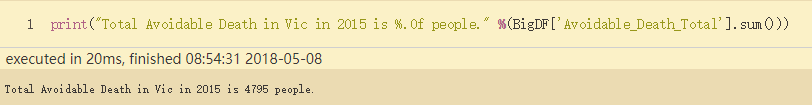 1 print("Total Avoidable Death in Vic in 2015 is %.0f people." %(BigDF['Avoidable_Death_Total'].sum()))
executed in 20ms, finished 08:54:31 2018-05-08
Total Avoidable Death in Vic in 2015 is 4795 people.